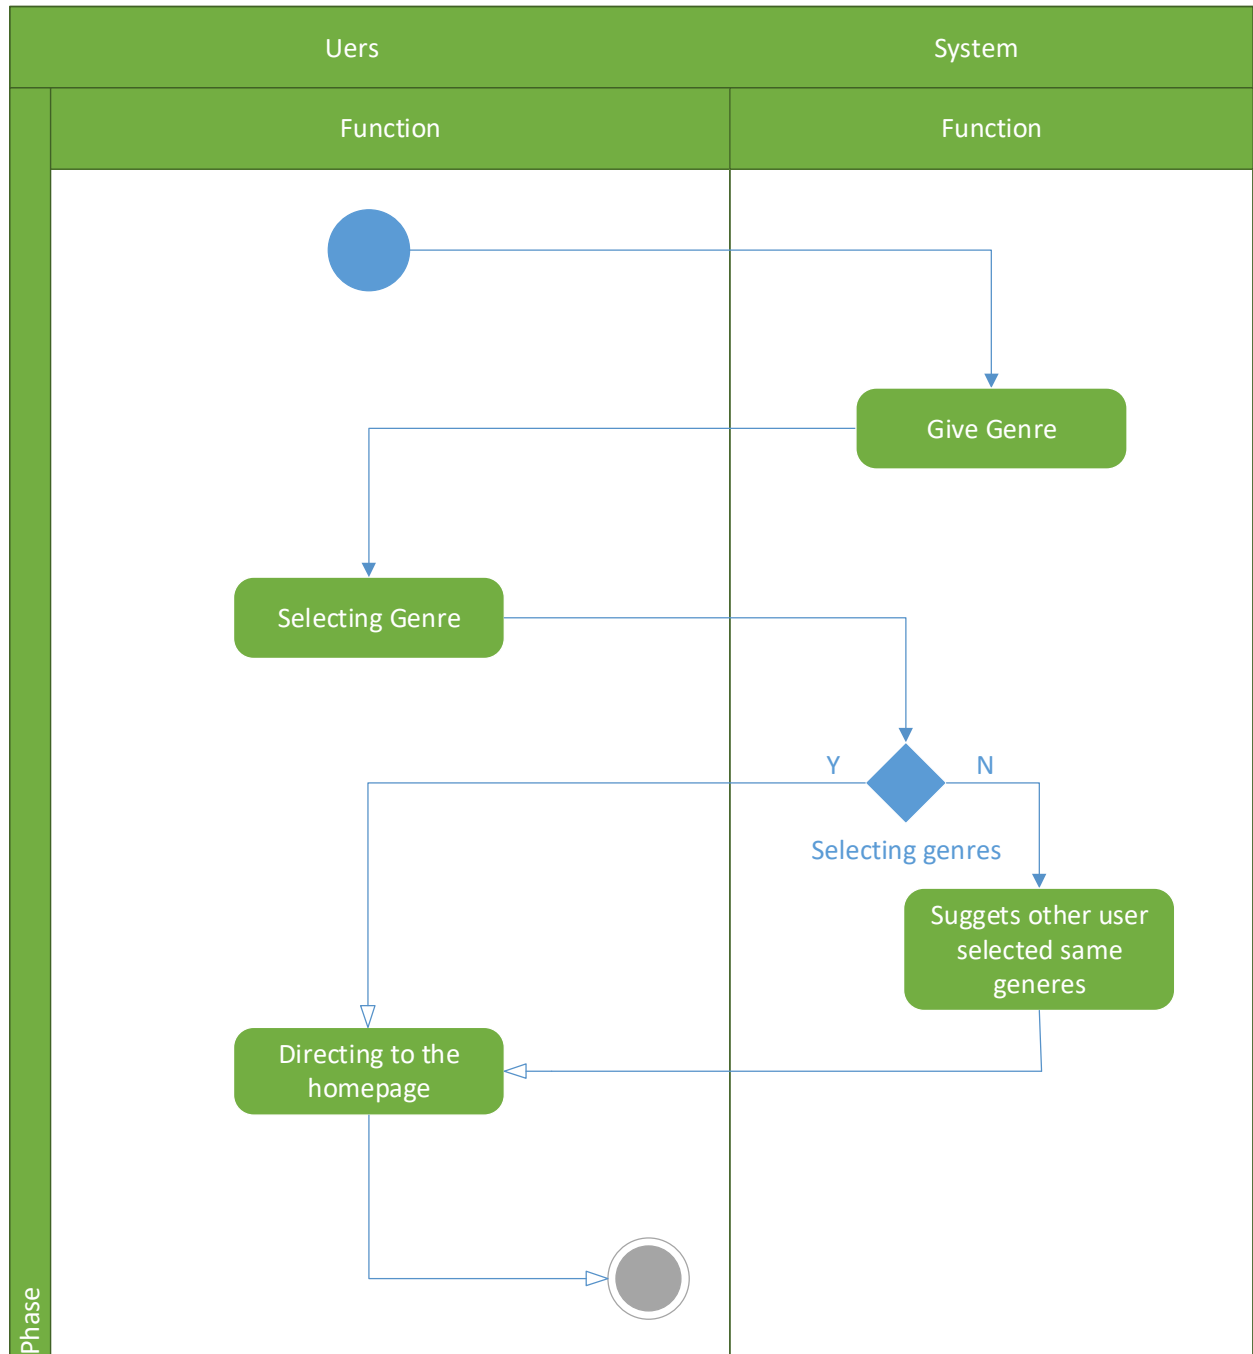 Uers
System
Function
Function
Give Genre
Selecting Genre
Y
N
Selecting genres
Suggets other user
selected same
generes
Directing to the
homepage
Phase